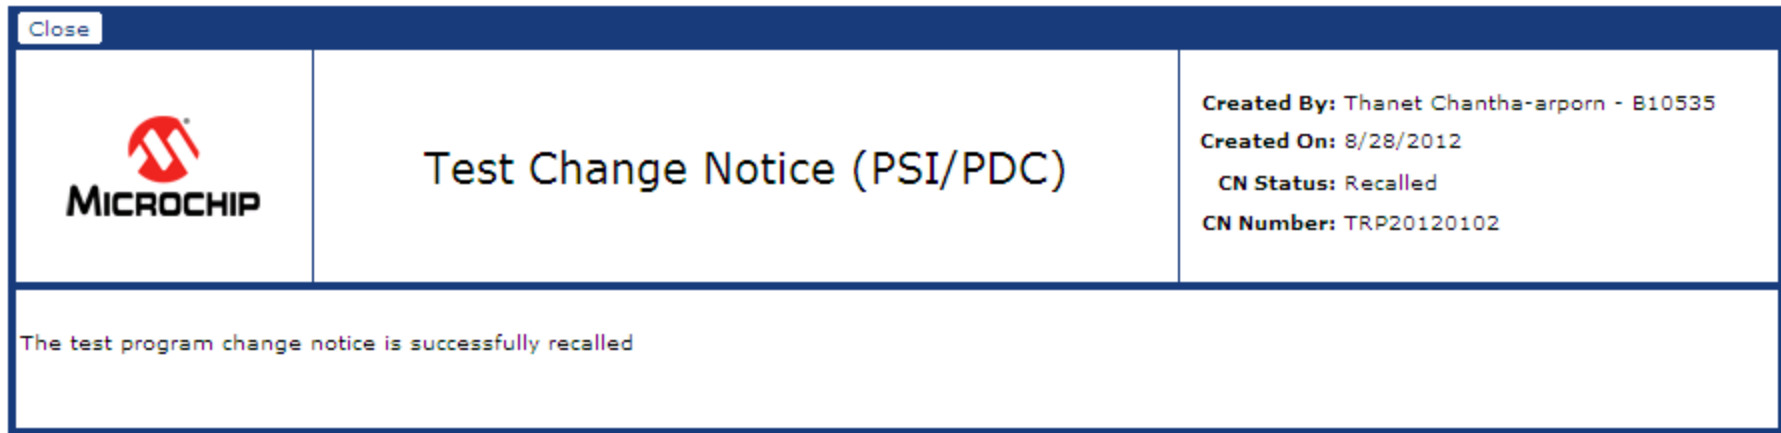 Close
MICROCHIP
Test Change Notice (PSI/PDC)
Created By: Thanet Chantha-arporn - B10535
Created On: 8/28/2012
CN Status: Recalled
CN Number: TRP20120102
The test program change notice is successfully recalled